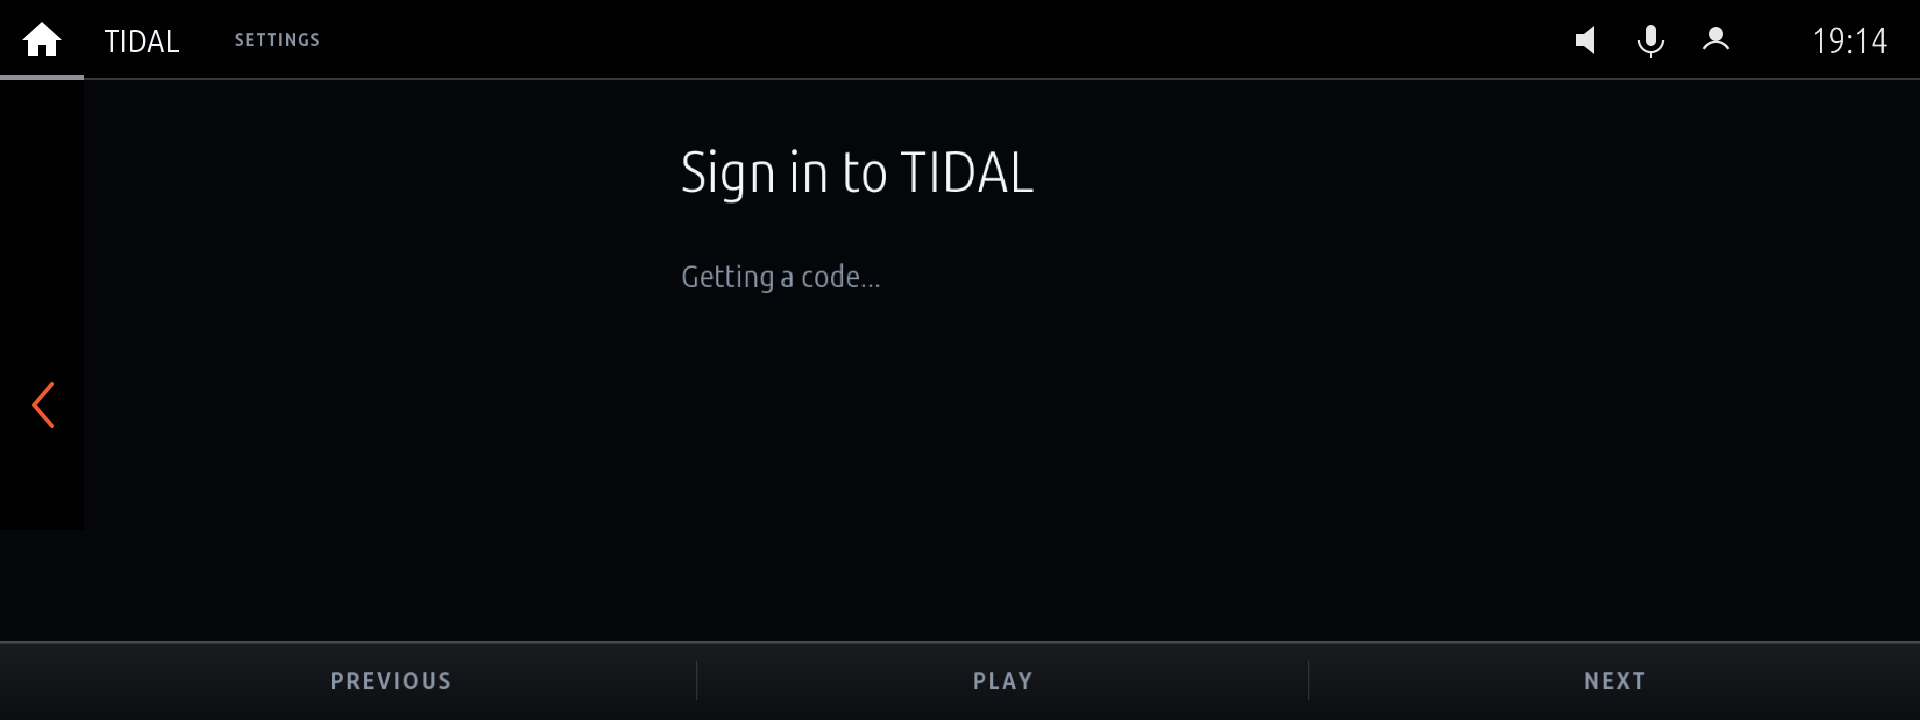 TIDAL SETTINGS 19:14
Sign in to TIDAL
Getting a code...
PREVIOUS PLAY NEXT